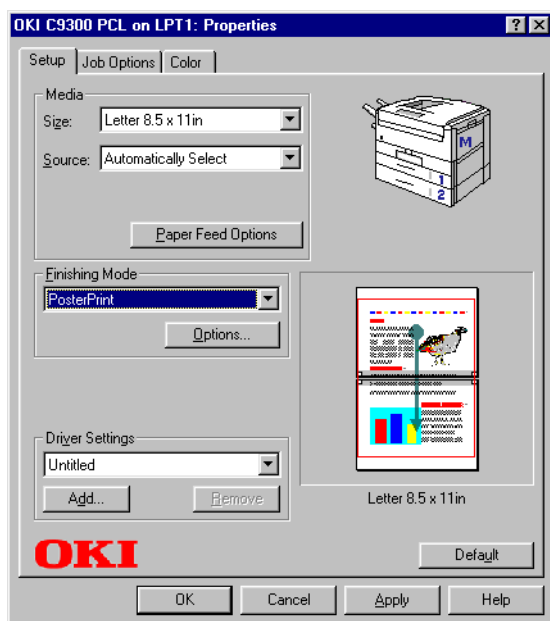 OKI C9300 PCL on LPT1: Properties
Setup
Job Options
Color
Media
Size:
Letter 8.5 x 11in
Source:
Automatically Select
Paper Feed Options
M
1
2
Finishing Mode
PosterPrint
Options...
Driver Settings
Untitled
Add...
Remove
Letter 8.5 x 11in
OKI
Default
OK
Cancel
Apply
Help